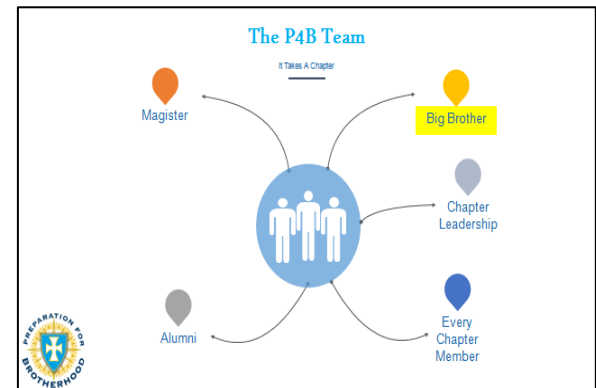 The P4B Team
It Takes A Chapter
Magister
Big Brother
Chapter
Leadership
Alumni
Every
Chapter
Member
PREPARATION FOR
BROTHERHOOD